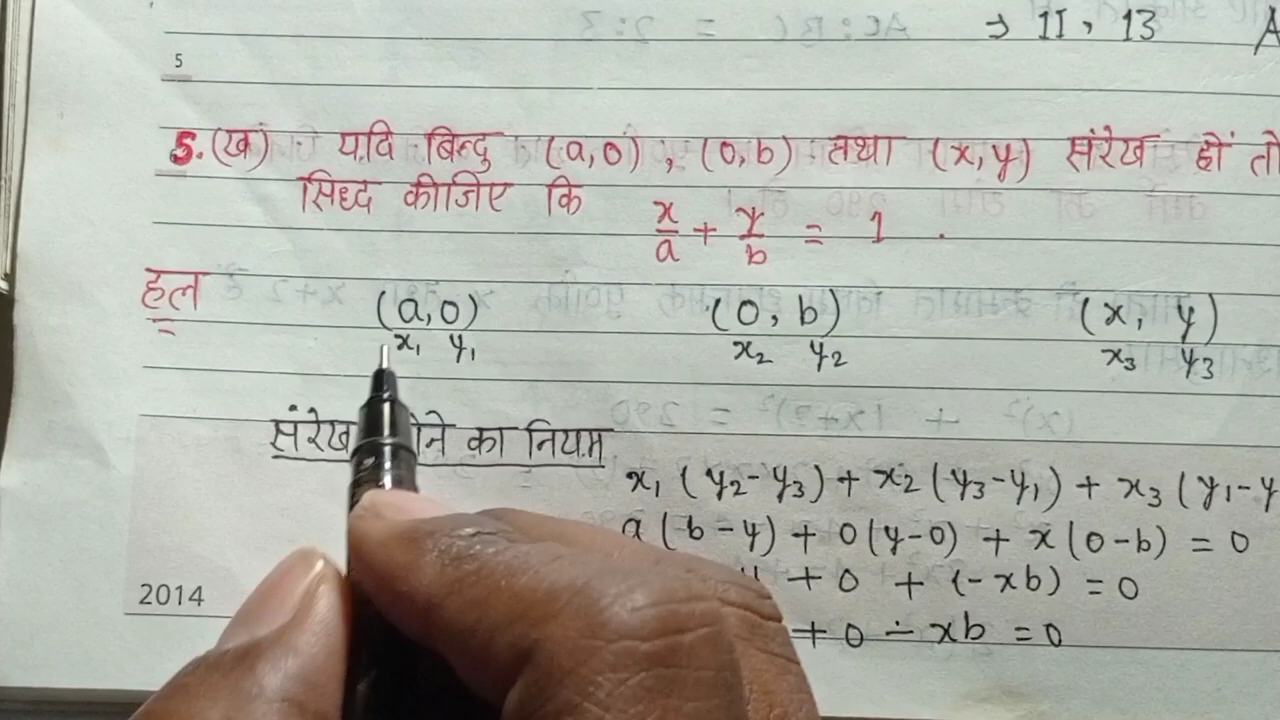 → 11, 13 A
5
5.(ख) यदि बिन्दु (a,0), (0,b) तथा (x,y) संरेख हों तो
सिध्द कीजिए कि x/a + y/b = 1 .
हल (a,0) (0, b) (x, y)
x₁ y₁ x₂ y₂ x₃ y₃
का नियम
x₁ (y₂-y₃) + x₂ (y₃-y₁) + x₃ (y₁-y
a (b-y) + 0(y-0) + x(0-b) = 0
+ 0 + (-xb) = 0
2014
+ 0 - xb = 0